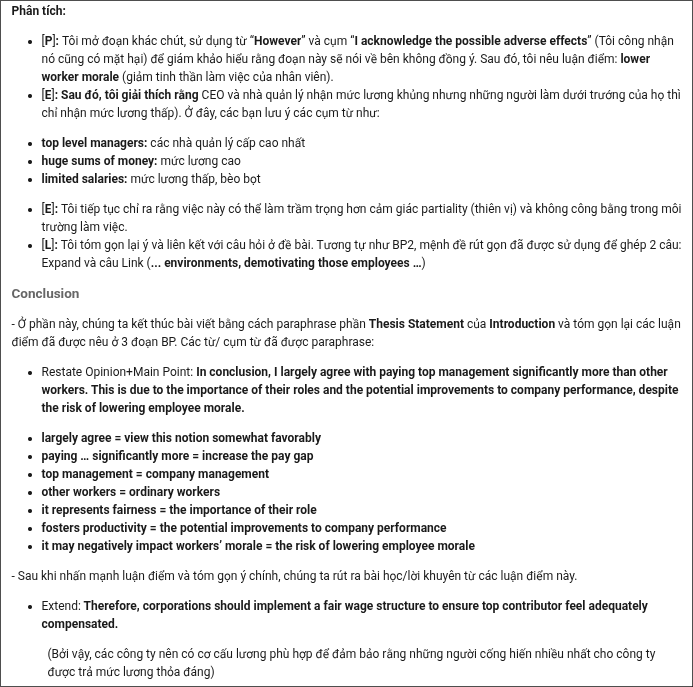 Phân tích:
[P]: Tôi mở đoạn khác chút, sử dụng từ “However” và cụm “I acknowledge the possible adverse effects” (Tôi công nhận
nó cũng có mặt hại) để giám khảo hiểu rằng đoạn này sẽ nói về bên không đồng ý. Sau đó, tôi nêu luận điểm: lower
worker morale (giảm tinh thần làm việc của nhân viên).
[E]: Sau đó, tôi giải thích rằng CEO và nhà quản lý nhận mức lương khủng nhưng những người làm dưới trướng của họ thì
chỉ nhận mức lương thấp). Ở đây, các bạn lưu ý các cụm từ như:
top level managers: các nhà quản lý cấp cao nhất
huge sums of money: mức lương cao
limited salaries: mức lương thấp, bèo bọt
[E]: Tôi tiếp tục chỉ ra rằng việc này có thể làm trầm trọng hơn cảm giác partiality (thiên vị) và không công bằng trong môi
trường làm việc.
[L]: Tôi tóm gọn lại ý và liên kết với câu hỏi ở đề bài. Tương tự như BP2, mệnh đề rút gọn đã được sử dụng để ghép 2 câu:
Expand và câu Link (... environments, demotivating those employees …)
Conclusion
- Ở phần này, chúng ta kết thúc bài viết bằng cách paraphrase phần Thesis Statement của Introduction và tóm gọn lại các luận
điểm đã được nêu ở 3 đoạn BP. Các từ/ cụm từ đã được paraphrase:
Restate Opinion+Main Point: In conclusion, I largely agree with paying top management significantly more than other
workers. This is due to the importance of their roles and the potential improvements to company performance, despite
the risk of lowering employee morale.
largely agree = view this notion somewhat favorably
paying … significantly more = increase the pay gap
top management = company management
other workers = ordinary workers
it represents fairness = the importance of their role
fosters productivity = the potential improvements to company performance
it may negatively impact workers’ morale = the risk of lowering employee morale
- Sau khi nhấn mạnh luận điểm và tóm gọn ý chính, chúng ta rút ra bài học/lời khuyên từ các luận điểm này.
Extend: Therefore, corporations should implement a fair wage structure to ensure top contributor feel adequately
compensated.
(Bởi vậy, các công ty nên có cơ cấu lương phù hợp để đảm bảo rằng những người cống hiến nhiều nhất cho công ty
được trả mức lương thỏa đáng)